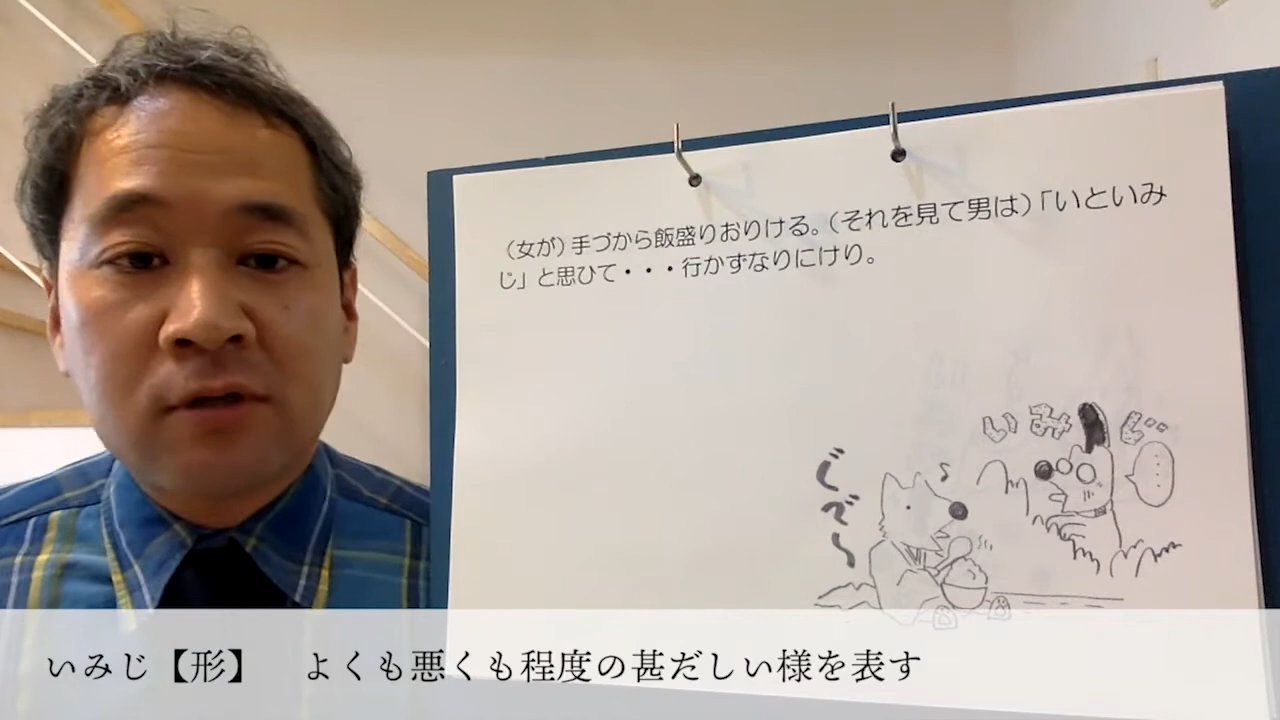 (女が)手づから飯盛りおりける。(それを見て男は)「いといみ
じ」と思ひて・・・行かずなりにけり。
いみじ
じで〜
いみじ【形】　よくも悪くも程度の甚だしい様を表す